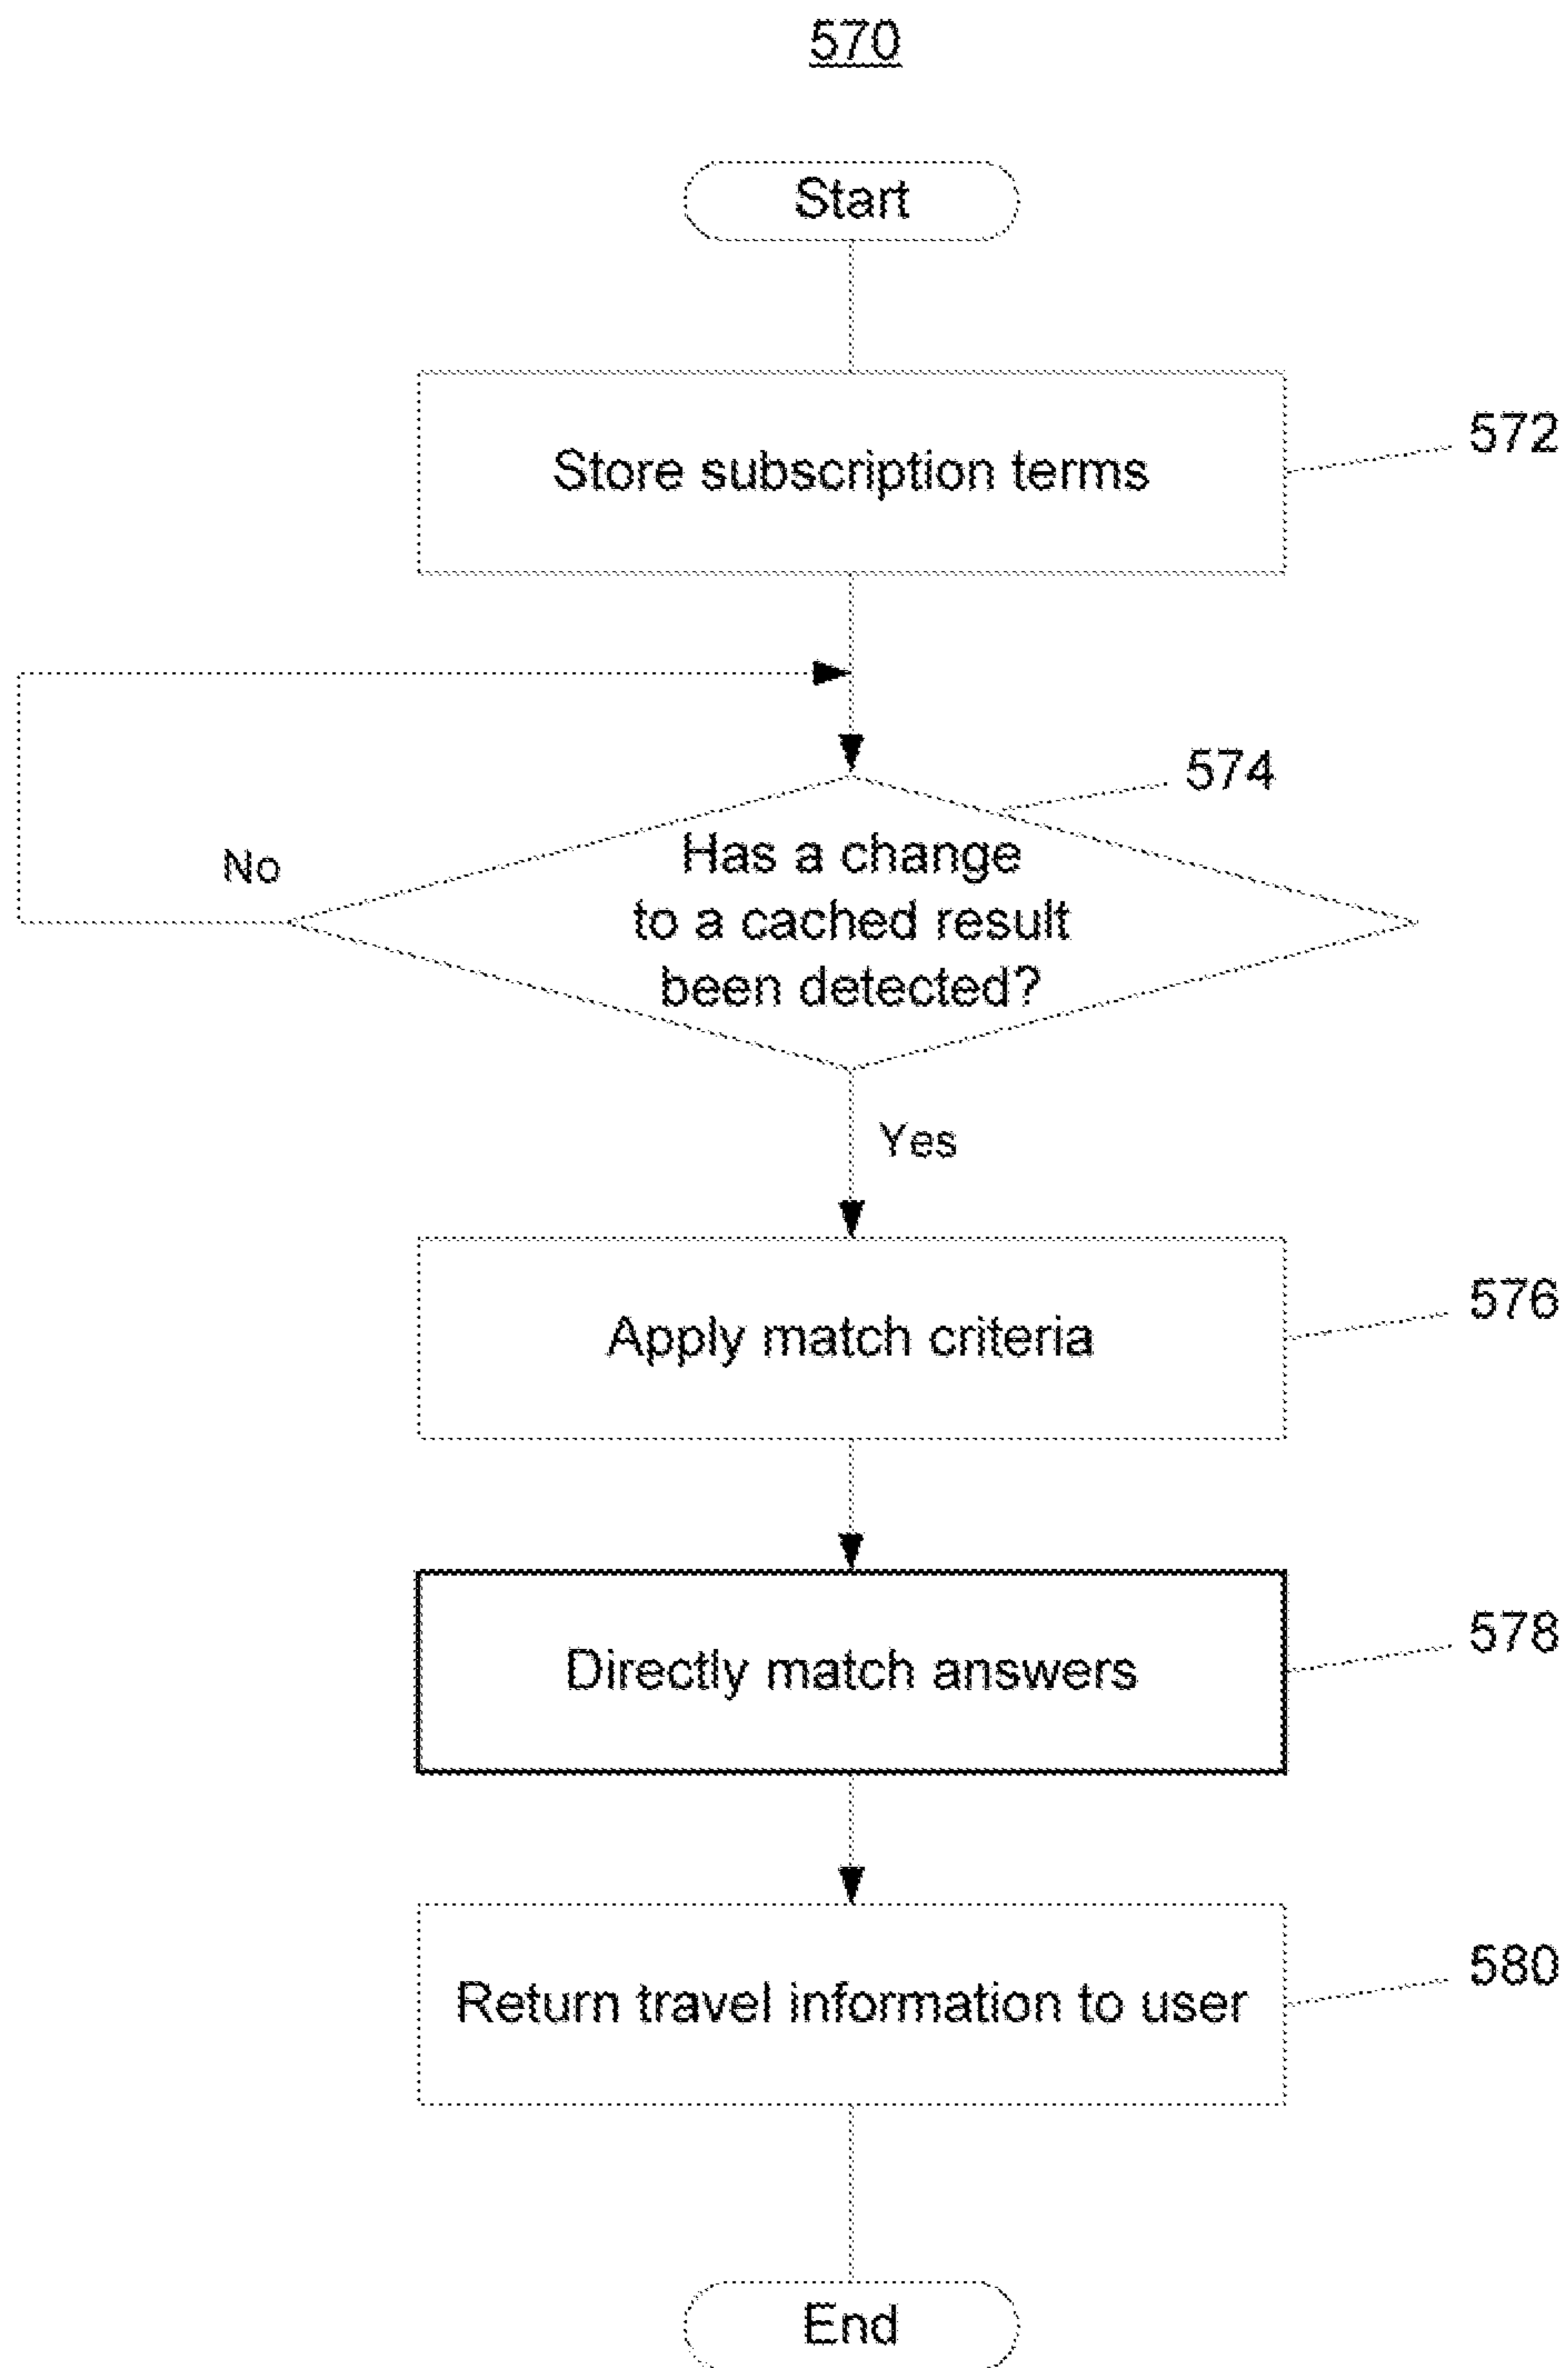 570
Start
Store subscription terms
572
574
Has a change
to a cached result
been detected?
No
Yes
Apply match criteria
576
Directly match answers
578
Return travel information to user
580
End